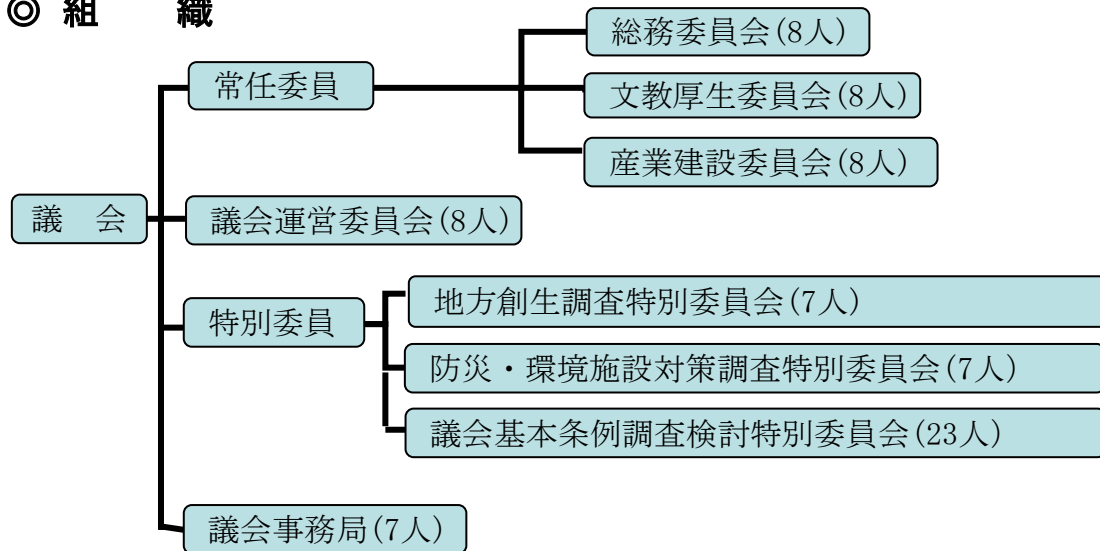 ◎ 組　　織
総務委員会(8人)
常任委員
文教厚生委員会(8人)
産業建設委員会(8人)
議　会
議会運営委員会(8人)
地方創生調査特別委員会(7人)
特別委員
防災・環境施設対策調査特別委員会(7人)
議会基本条例調査検討特別委員会(23人)
議会事務局(7人)